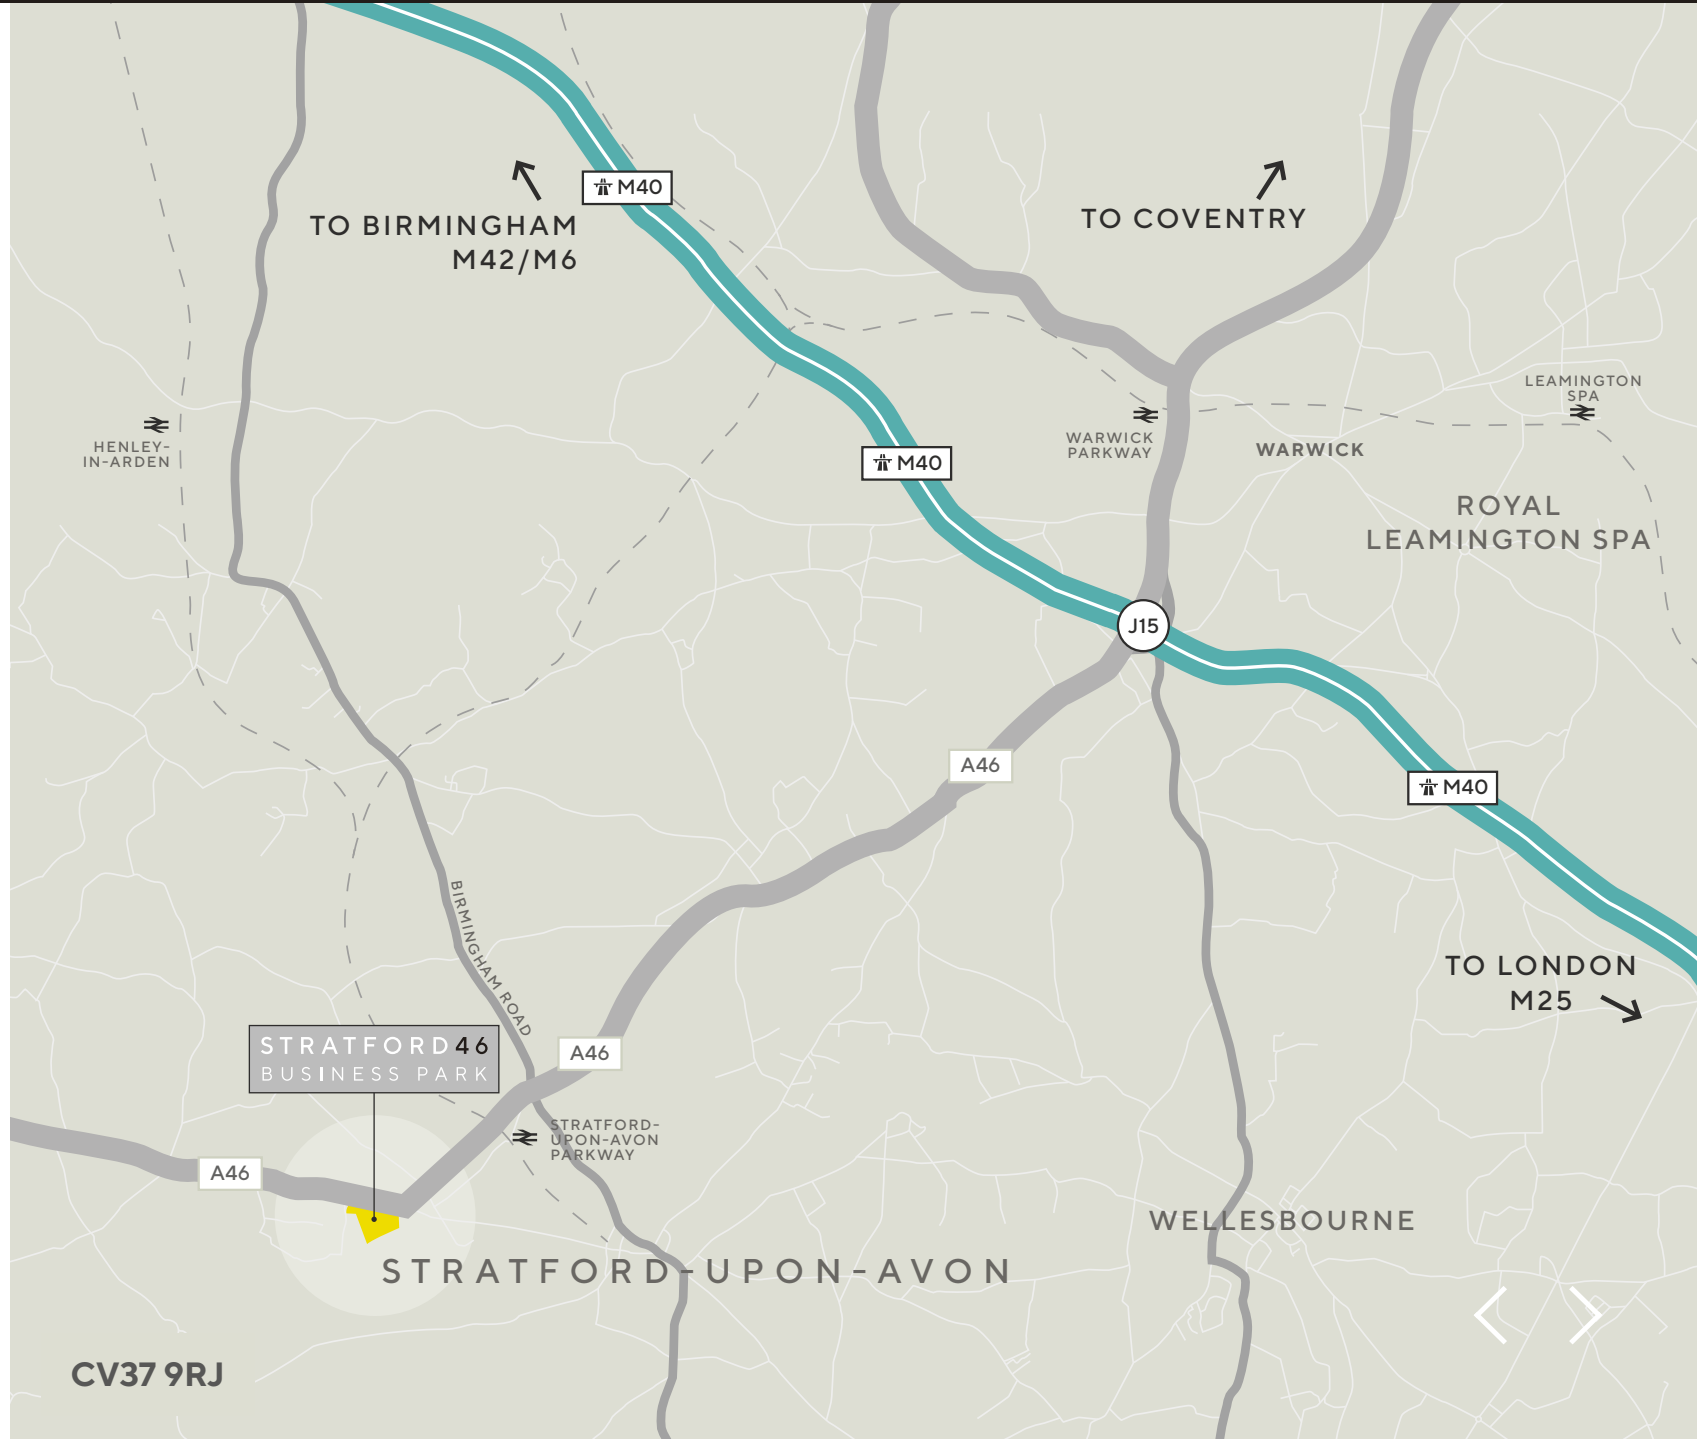 M40
TO BIRMINGHAM
M42/M6
TO COVENTRY
LEAMINGTON
SPA
HENLEY-
IN-ARDEN
WARWICK
PARKWAY
WARWICK
M40
ROYAL
LEAMINGTON SPA
J15
A46
M40
BIRMINGHAM ROAD
TO LONDON
M25
STRATFORD46
BUSINESS PARK
A46
STRATFORD-
UPON-AVON
PARKWAY
A46
WELLESBOURNE
STRATFORD-UPON-AVON
CV37 9RJ